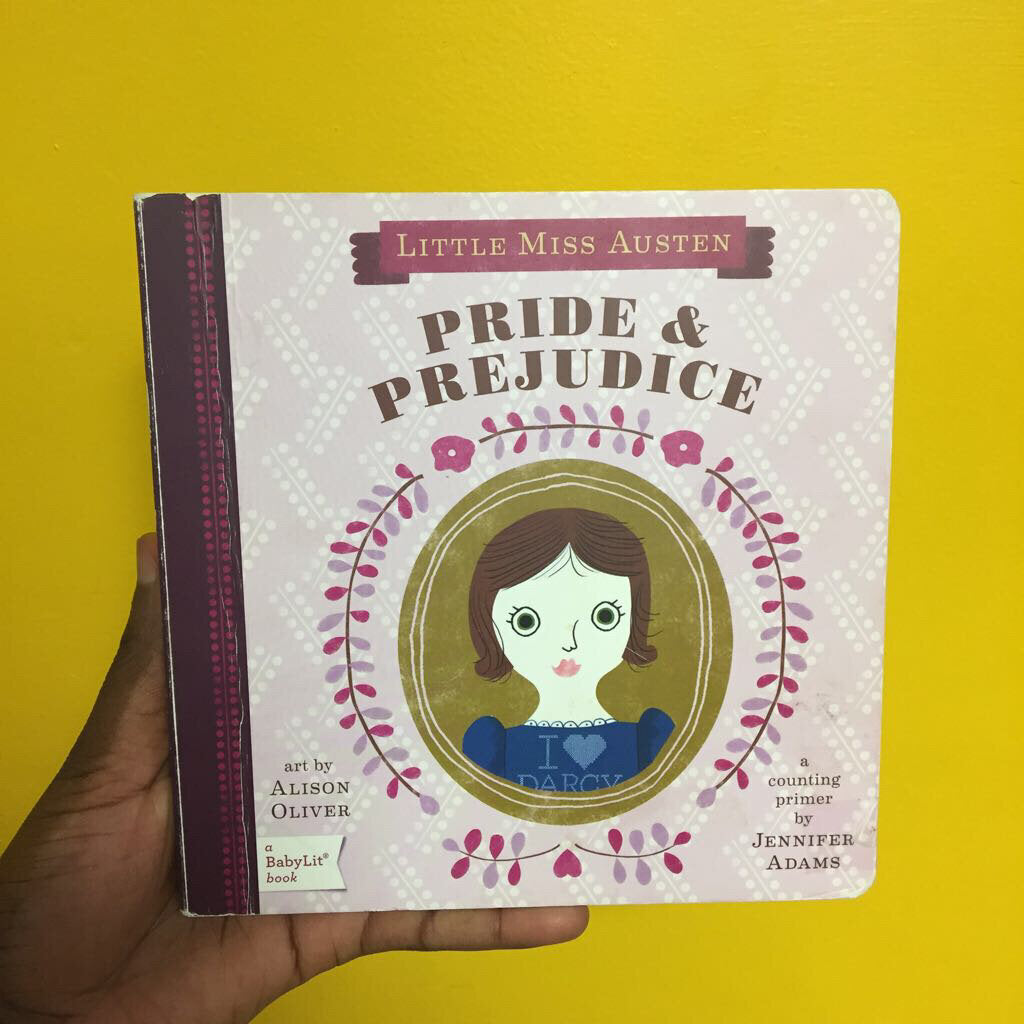 LITTLE MISS AUSTEN
PRIDE &
PREJUDICE
I
DARCY
art by
ALISON
OLIVER
a
counting
primer
by
JENNIFER
ADAMS
a
BabyLit®
book